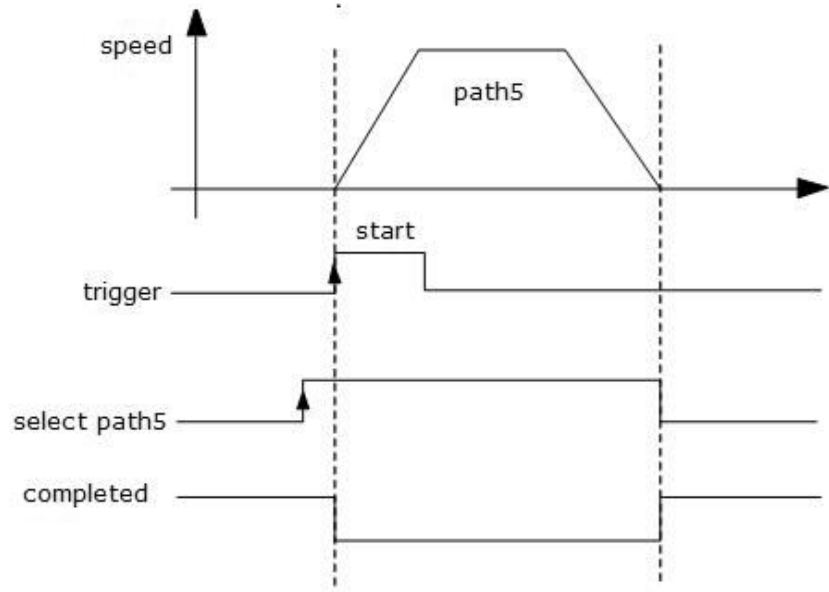 speed
path5
start
trigger
select path5
completed